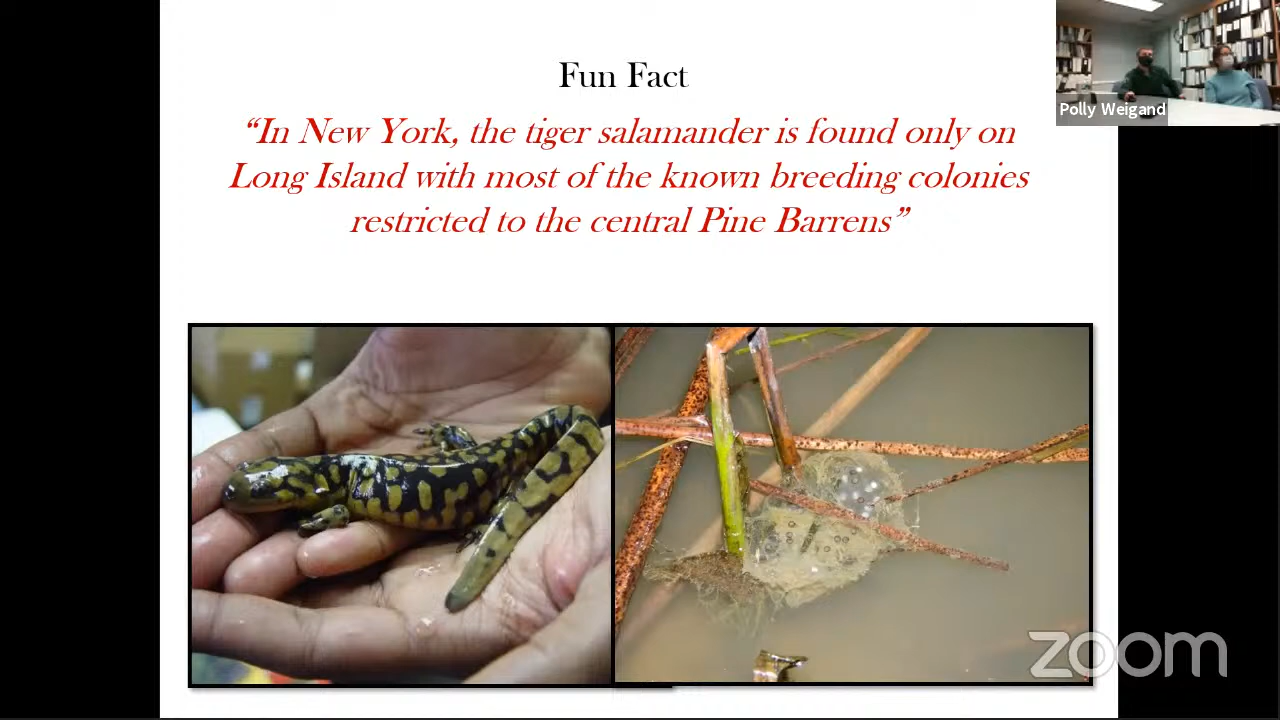 Fun Fact
“In New York, the tiger salamander is found only on
Long Island with most of the known breeding colonies
restricted to the central Pine Barrens”
Polly Weigand
zoom